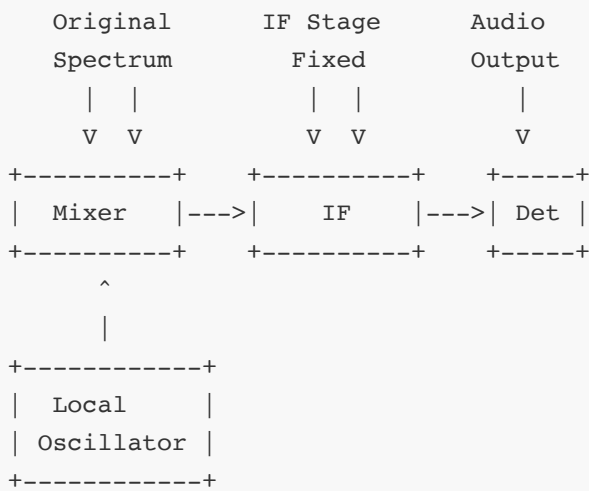 Original      IF Stage      Audio
   Spectrum        Fixed       Output
     |  |           |  |          |
     V  V           V  V          V
+----------+    +----------+    +-----+
|  Mixer   |--->|    IF    |--->| Det |
+----------+    +----------+    +-----+
      ^
      |
+------------+
|  Local     |
| Oscillator |
+------------+